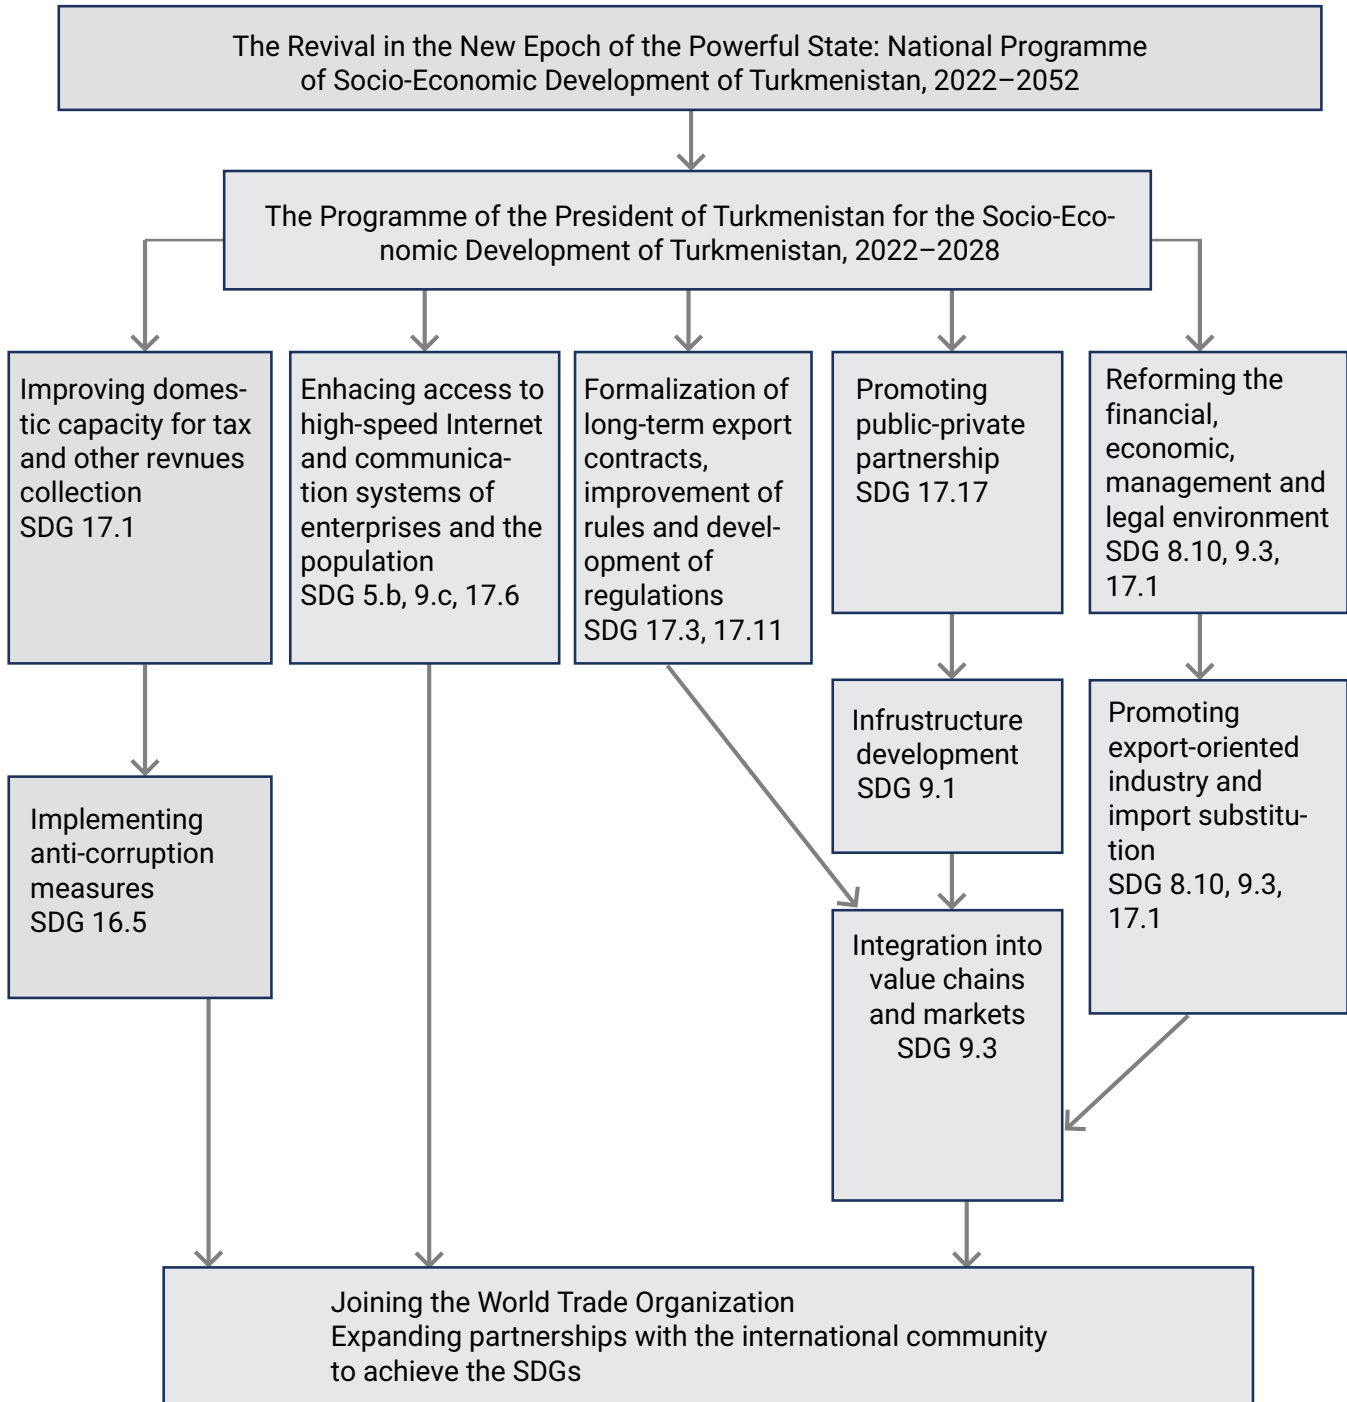 The Revival in the New Epoch of the Powerful State: National Programme
of Socio-Economic Development of Turkmenistan, 2022–2052
The Programme of the President of Turkmenistan for the Socio-Eco-
nomic Development of Turkmenistan, 2022–2028
Improving domes-
tic capacity for tax
and other revnues
collection
SDG 17.1
Enhacing access to
high-speed Internet
and communica-
tion systems of
enterprises and the
population
SDG 5.b, 9.c, 17.6
Formalization of
long-term export
contracts,
improvement of
rules and devel-
opment of
regulations
SDG 17.3, 17.11
Promoting
public-private
partnership
SDG 17.17
Reforming the
financial,
economic,
management and
legal environment
SDG 8.10, 9.3,
17.1
Infrustructure
development
SDG 9.1
Promoting
export-oriented
industry and
import substitu-
tion
SDG 8.10, 9.3,
17.1
Implementing
anti-corruption
measures
SDG 16.5
Integration into
value chains
and markets
SDG 9.3
Joining the World Trade Organization
Expanding partnerships with the international community
to achieve the SDGs